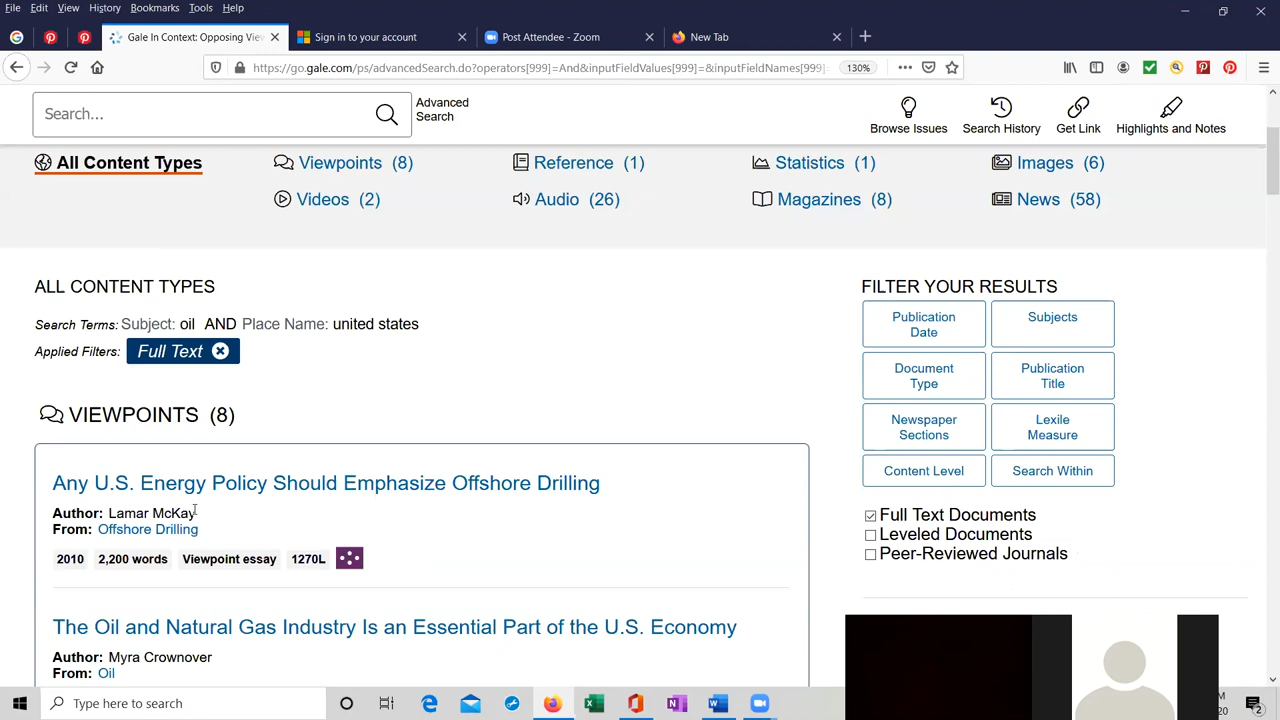 File Edit View History Bookmarks Tools Help
Gale In Context: Opposing View
Sign in to your account
Post Attendee - Zoom
New Tab
https://go.gale.com/ps/advancedSearch.do?operators[999]=And&inputFieldValues[999]=&inputFieldNames[999]
130%
Search...
Advanced
Search
Browse Issues
Search History
Get Link
Highlights and Notes
All Content Types
Viewpoints (8)
Reference (1)
Statistics (1)
Images (6)
Videos (2)
Audio (26)
Magazines (8)
News (58)
ALL CONTENT TYPES
Search Terms: Subject: oil AND Place Name: united states
Applied Filters: Full Text
VIEWPOINTS (8)
Any U.S. Energy Policy Should Emphasize Offshore Drilling
Author: Lamar McKay
From: Offshore Drilling
2010 2,200 words Viewpoint essay 1270L
The Oil and Natural Gas Industry Is an Essential Part of the U.S. Economy
Author: Myra Crownover
From: Oil
FILTER YOUR RESULTS
Publication
Date
Subjects
Document
Type
Publication
Title
Newspaper
Sections
Lexile
Measure
Content Level
Search Within
Full Text Documents
Leveled Documents
Peer-Reviewed Journals
Type here to search
M
20
2